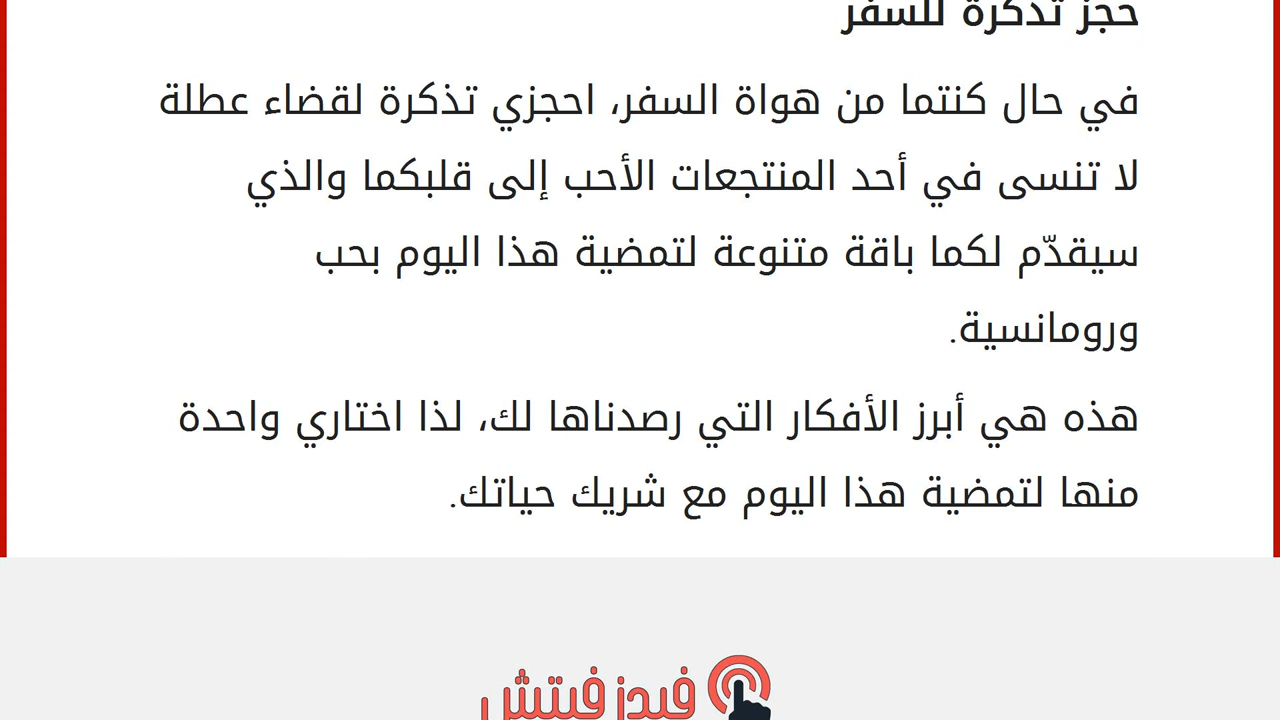 حجز تذكرة للسفر
في حال كنتما من هواة السفر، احجزي تذكرة لقضاء عطلة
لا تنسى في أحد المنتجعات الأحب إلى قلبكما والذي
سيقدّم لكما باقة متنوعة لتمضية هذا اليوم بحب
ورومانسية.
هذه هي أبرز الأفكار التي رصدناها لك، لذا اختاري واحدة
منها لتمضية هذا اليوم مع شريك حياتك.
فيدز فيتش